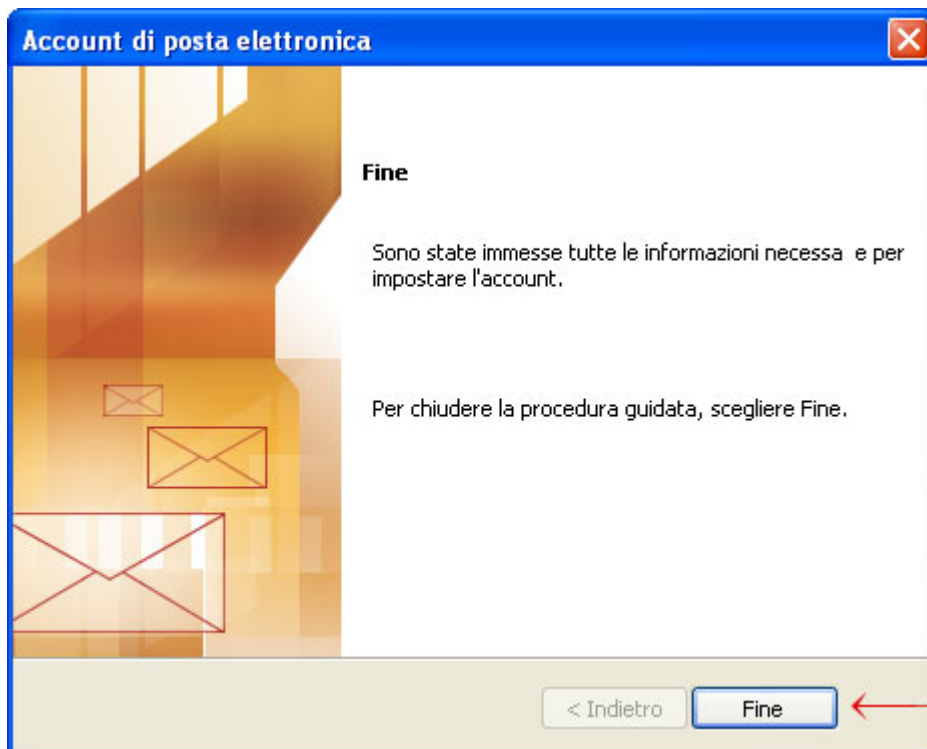 Account di posta elettronica
Fine
Sono state immesse tutte le informazioni necessa e per
impostare l'account.
Per chiudere la procedura guidata, scegliere Fine.
< Indietro Fine